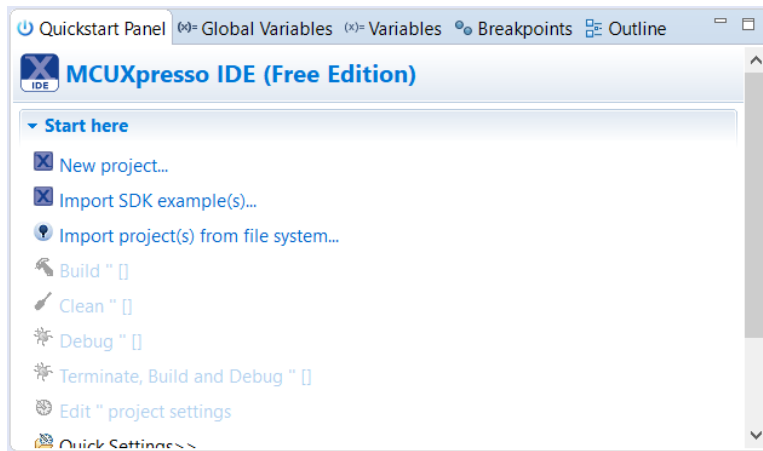 Quickstart Panel (x)= Global Variables (x)= Variables Breakpoints Outline
IDE
MCUXpresso IDE (Free Edition)
Start here
New project...
Import SDK example(s)...
Import project(s) from file system...
Build '' []
Clean '' []
Debug '' []
Terminate, Build and Debug '' []
Edit '' project settings
Quick Settings>>